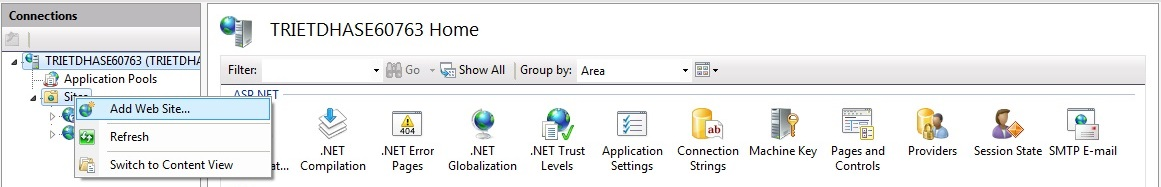 Connections
TRIETDHASE60763 (TRIETDHA
Application Pools
Sites
Add Web Site...
Refresh
Switch to Content View
TRIETDHASE60763 Home
Filter: Go Show All Group by: Area
ASP.NET
at...
.NET Compilation
.NET Error Pages
404
.NET Globalization
.NET Trust Levels
Application Settings
ab
Connection Strings
Machine Key
Pages and Controls
Providers
Session State
SMTP E-mail